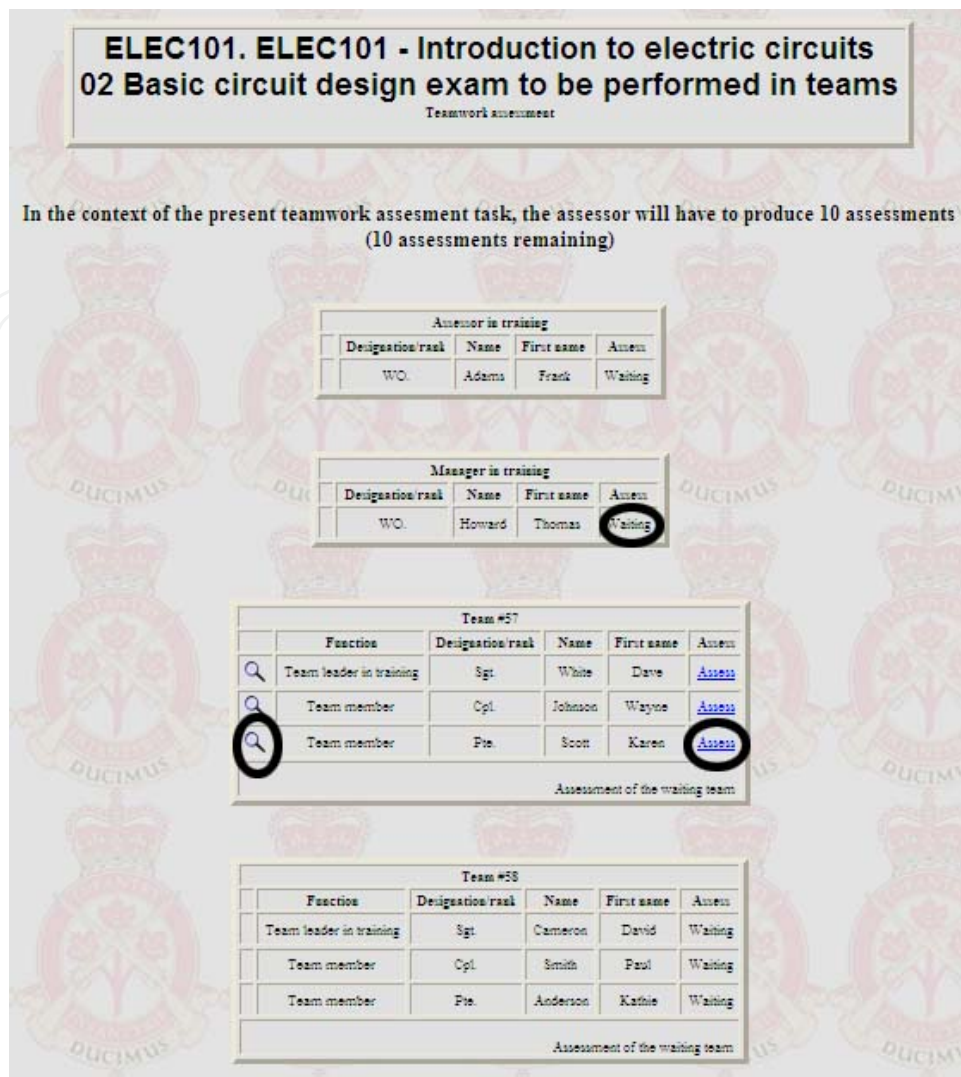 ELEC101. ELEC101 - Introduction to electric circuits
02 Basic circuit design exam to be performed in teams
Teamwork assessment
In the context of the present teamwork assesment task, the assessor will have to produce 10 assessments
(10 assessments remaining)
Assessor in training
Designation/rank Name First name Assess
WO. Adams Frank Waiting
Manager in training
Designation/rank Name First name Assess
WO. Howard Thomas Waiting
Team #57
Function Designation/rank Name First name Assess
Team leader in training Sgt. White Dave Assess
Team member Cpl. Johnson Wayne Assess
Team member Pte. Scott Karen Assess
Assessment of the waiting team
Team #58
Function Designation/rank Name First name Assess
Team leader in training Sgt. Cameron David Waiting
Team member Cpl. Smith Paul Waiting
Team member Pte. Anderson Kathie Waiting
Assessment of the waiting team
DUCIMUS